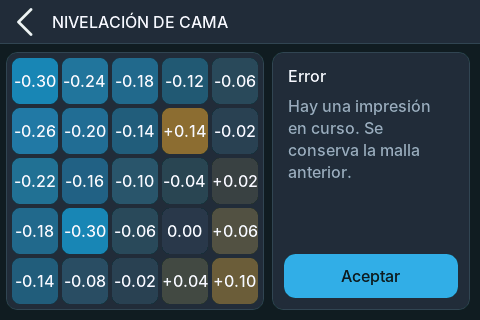 NIVELACIÓN DE CAMA
-0.30 -0.24 -0.18 -0.12 -0.06
-0.26 -0.20 -0.14 +0.14 -0.02
-0.22 -0.16 -0.10 -0.04 +0.02
-0.18 -0.30 -0.06 0.00 +0.06
-0.14 -0.08 -0.02 +0.04 +0.10
Error
Hay una impresión
en curso. Se
conserva la malla
anterior.
Aceptar